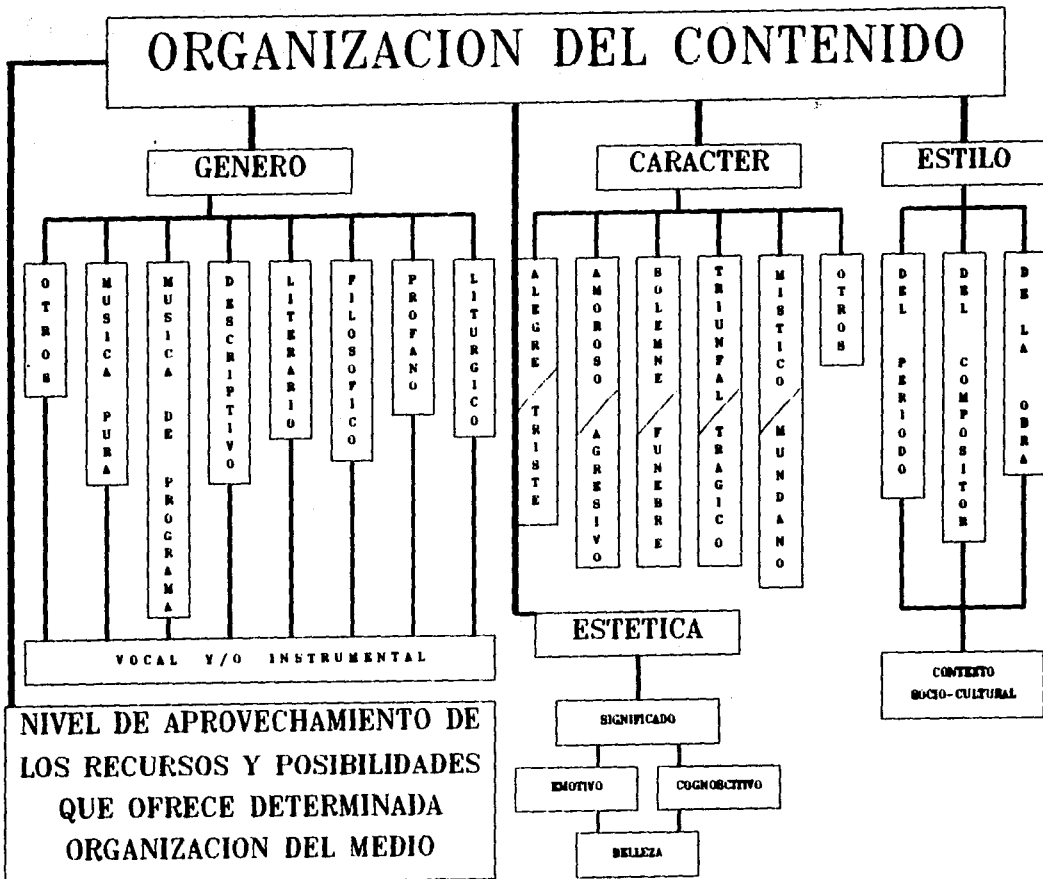 ORGANIZACION DEL CONTENIDO
GENERO
CARACTER
ESTILO
OTROS
MUSICA PURA
MUSICA DE PROGRAMA
DESCRIPTIVO
LITERARIO
FILOSOFICO
PROFANO
LITURGICO
ALEGRE / TRISTE
AMOROSO / AGRESIVO
SOLEMNE / FUNEBRE
TRIUNFAL / TRAGICO
MISTICO / MUNDANO
OTROS
DEL PERIODO
DEL COMPOSITOR
DE LA OBRA
VOCAL Y/O INSTRUMENTAL
ESTETICA
CONTEXTO
SOCIO-CULTURAL
SIGNIFICADO
EMOTIVO
COGNOSCITIVO
BELLEZA
NIVEL DE APROVECHAMIENTO DE
LOS RECURSOS Y POSIBILIDADES
QUE OFRECE DETERMINADA
ORGANIZACION DEL MEDIO